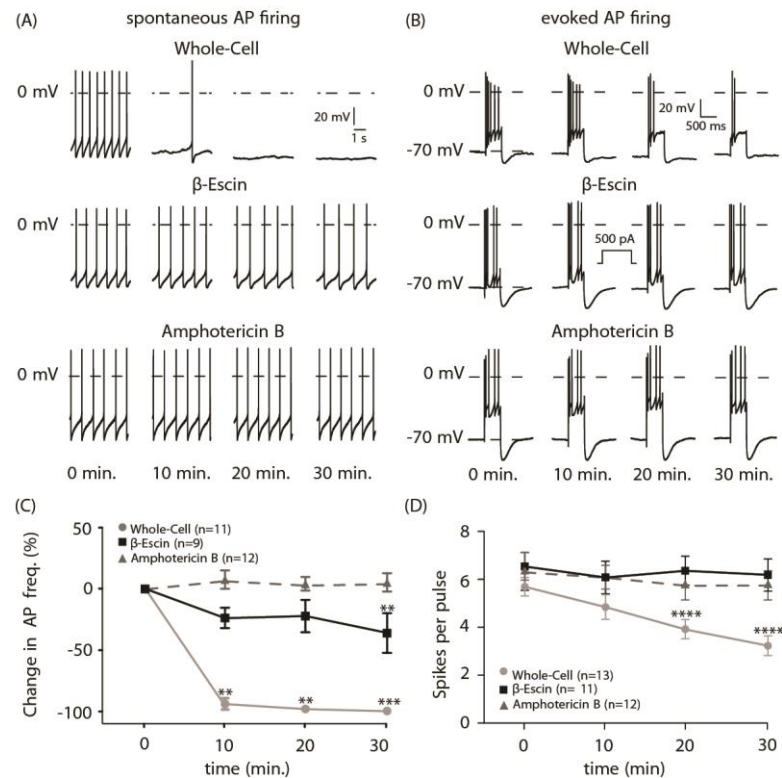 (A) spontaneous AP firing
Whole-Cell
0 mV
20 mV
1 s
β-Escin
0 mV
Amphotericin B
0 mV
0 min. 10 min. 20 min. 30 min.
(B) evoked AP firing
Whole-Cell
0 mV
20 mV
500 ms
-70 mV
β-Escin
0 mV
500 pA
-70 mV
Amphotericin B
0 mV
-70 mV
0 min. 10 min. 20 min. 30 min.
(C)
Whole-Cell (n=11)
β-Escin (n=9)
Amphotericin B (n=12)
Change in AP freq. (%)
50
0
-50
-100
**
**
**
***
0 10 20 30
time (min.)
(D)
Spikes per pulse
8
6
4
2
0
****
****
Whole-Cell (n=13)
β-Escin (n= 11)
Amphotericin B (n=12)
0 10 20 30
time (min.)